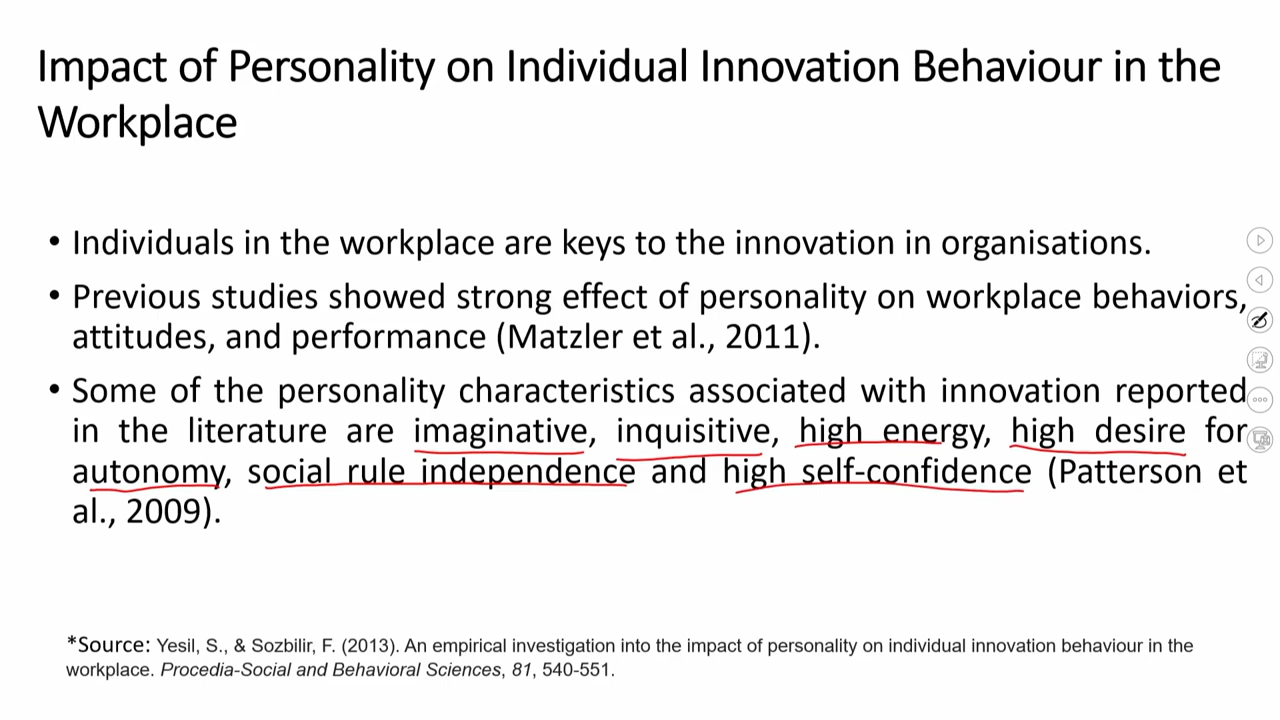 Impact of Personality on Individual Innovation Behaviour in the
Workplace
• Individuals in the workplace are keys to the innovation in organisations.
• Previous studies showed strong effect of personality on workplace behaviors,
attitudes, and performance (Matzler et al., 2011).
• Some of the personality characteristics associated with innovation reported
in the literature are imaginative, inquisitive, high energy, high desire for
autonomy, social rule independence and high self-confidence (Patterson et
al., 2009).
*Source: Yesil, S., & Sozbilir, F. (2013). An empirical investigation into the impact of personality on individual innovation behaviour in the
workplace. Procedia-Social and Behavioral Sciences, 81, 540-551.